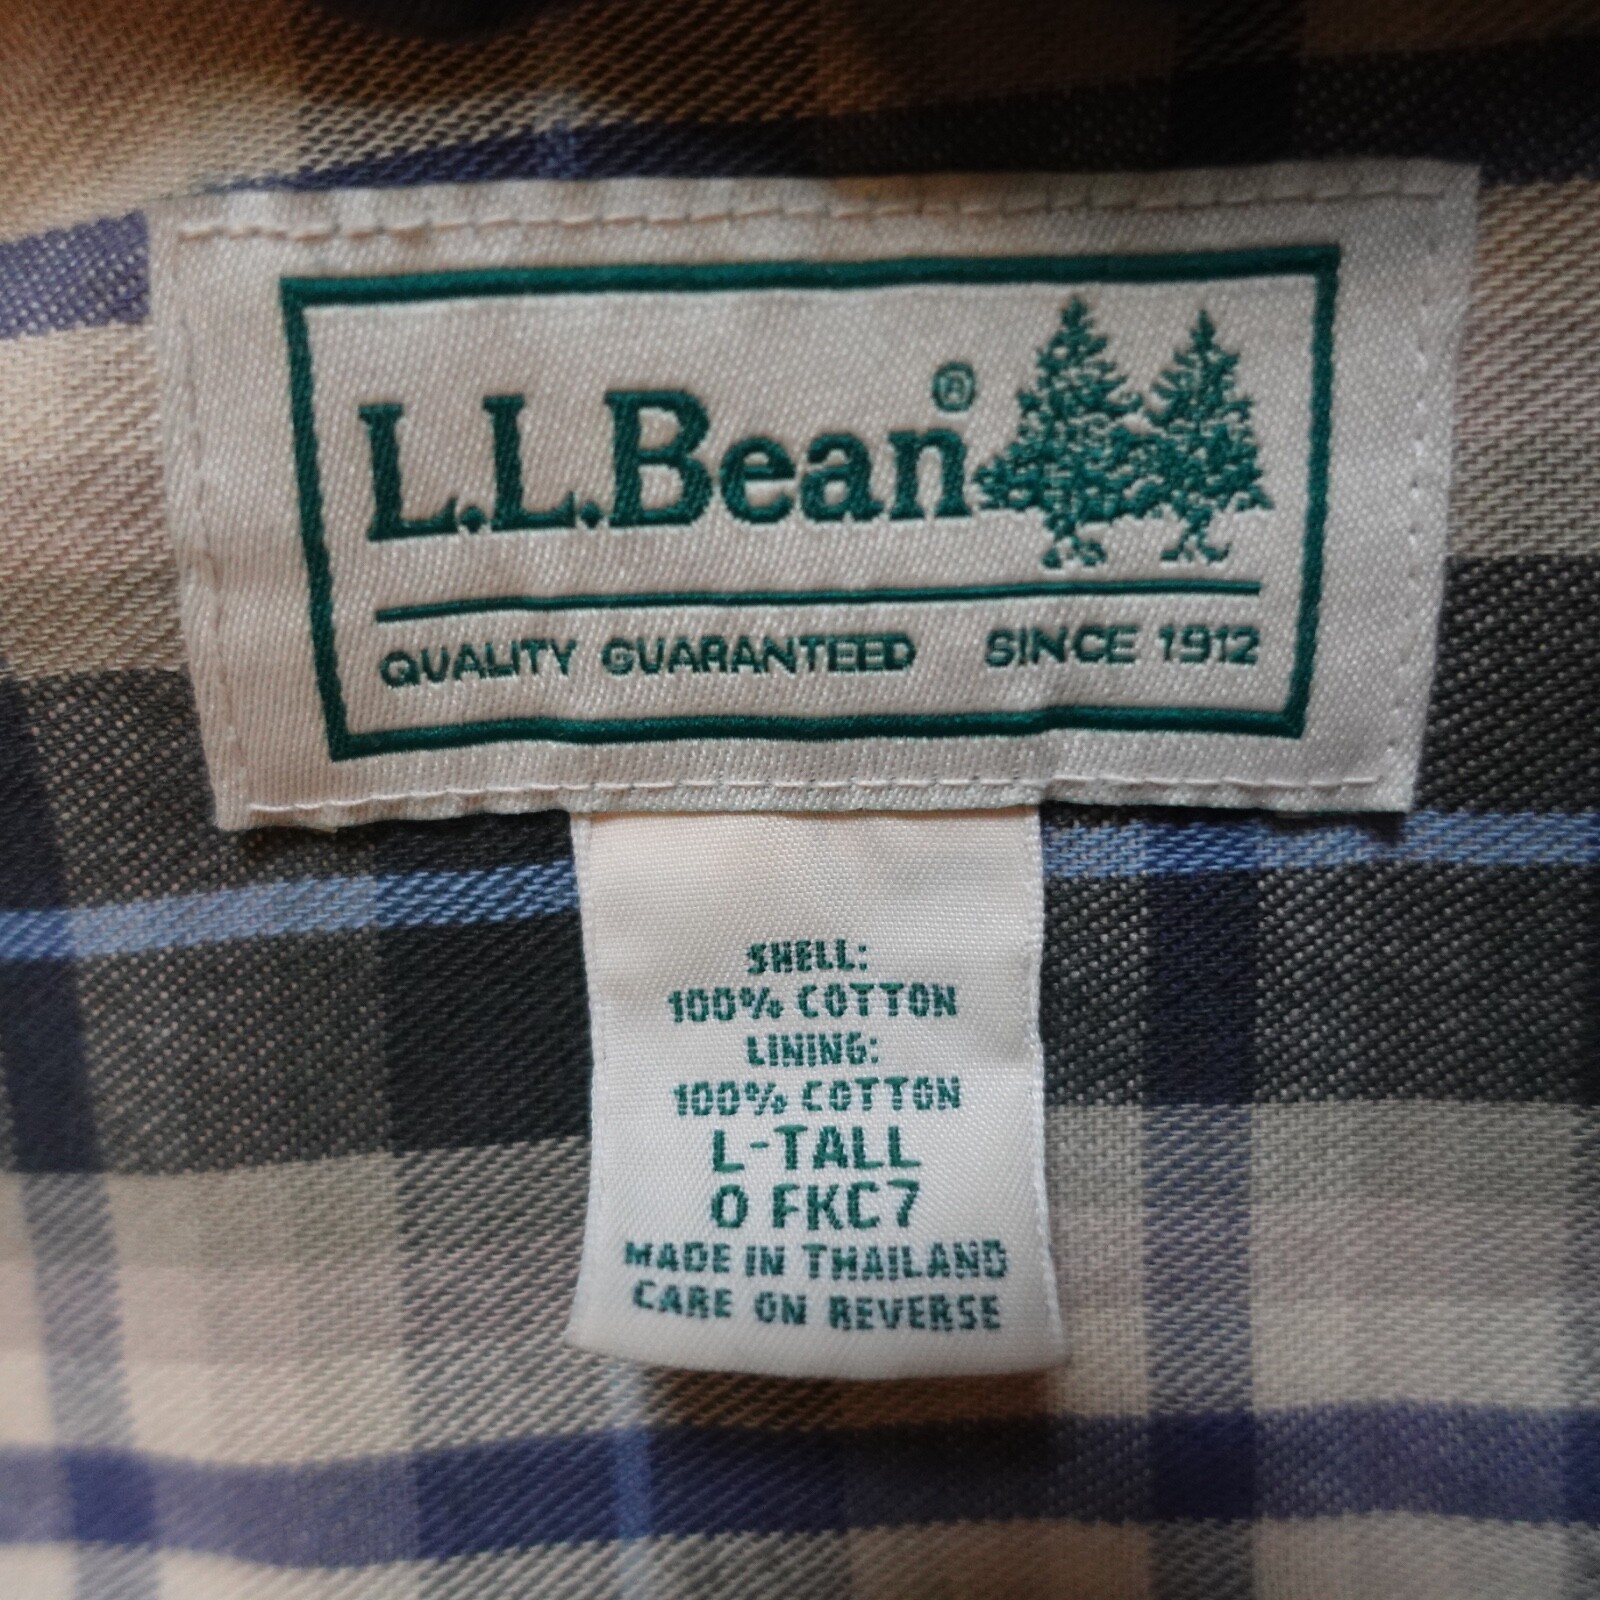 L.L.Bean®
QUALITY GUARANTEED SINCE 1912
SHELL:
100% COTTON
LINING:
100% COTTON
L-TALL
0 FKC7
MADE IN THAILAND
CARE ON REVERSE